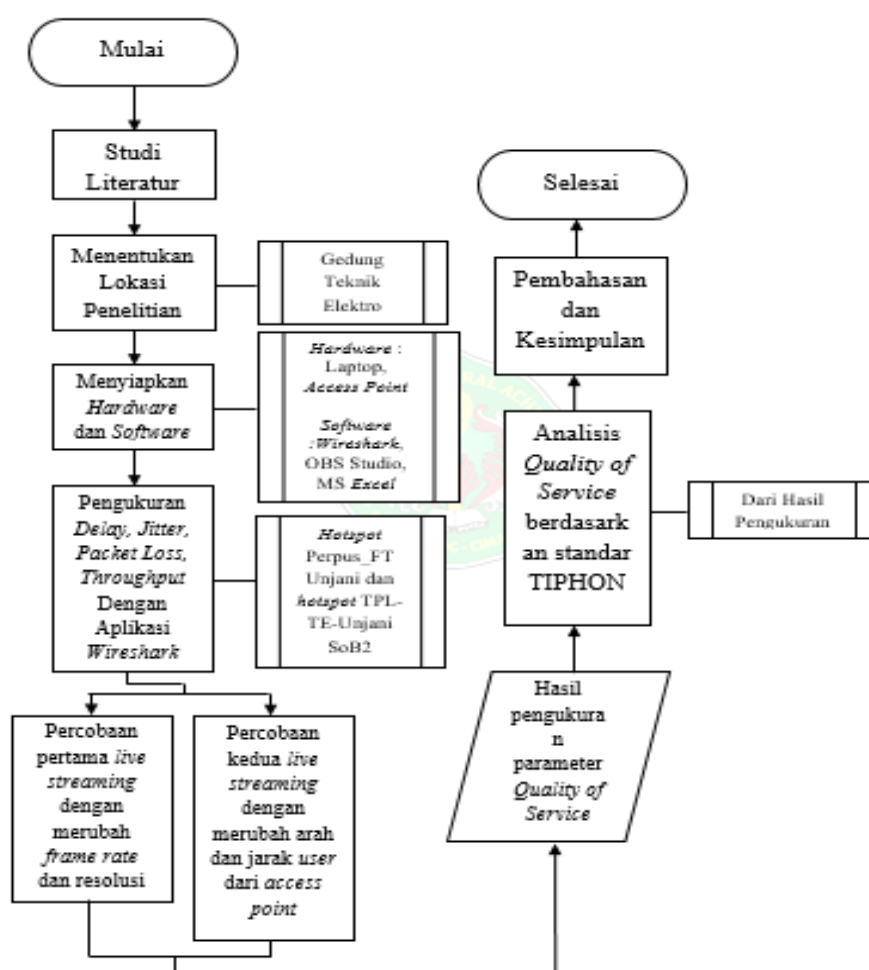 Mulai
Studi
Literatur
Menentukan
Lokasi
Penelitian
Gedung
Teknik
Elektro
Menyiapkan
Hardware
dan Software
Hardware :
Laptop,
Access Point
Software
:Wireshark,
OBS Studio,
MS Excel
Pengukuran
Delay, Jitter,
Packet Loss,
Throughput
Dengan
Aplikasi
Wireshark
Hotspot
Perpus_FT
Unjani dan
hotspot TPL-
TE-Unjani
SoB2
Percobaan
pertama live
streaming
dengan
merubah
frame rate
dan resolusi
Percobaan
kedua live
streaming
dengan
merubah arah
dan jarak user
dari access
point
Hasil
pengukura
n
parameter
Quality of
Service
Analisis
Quality of
Service
berdasark
an standar
TIPHON
Dari Hasil
Pengukuran
Pembahasan
dan
Kesimpulan
Selesai